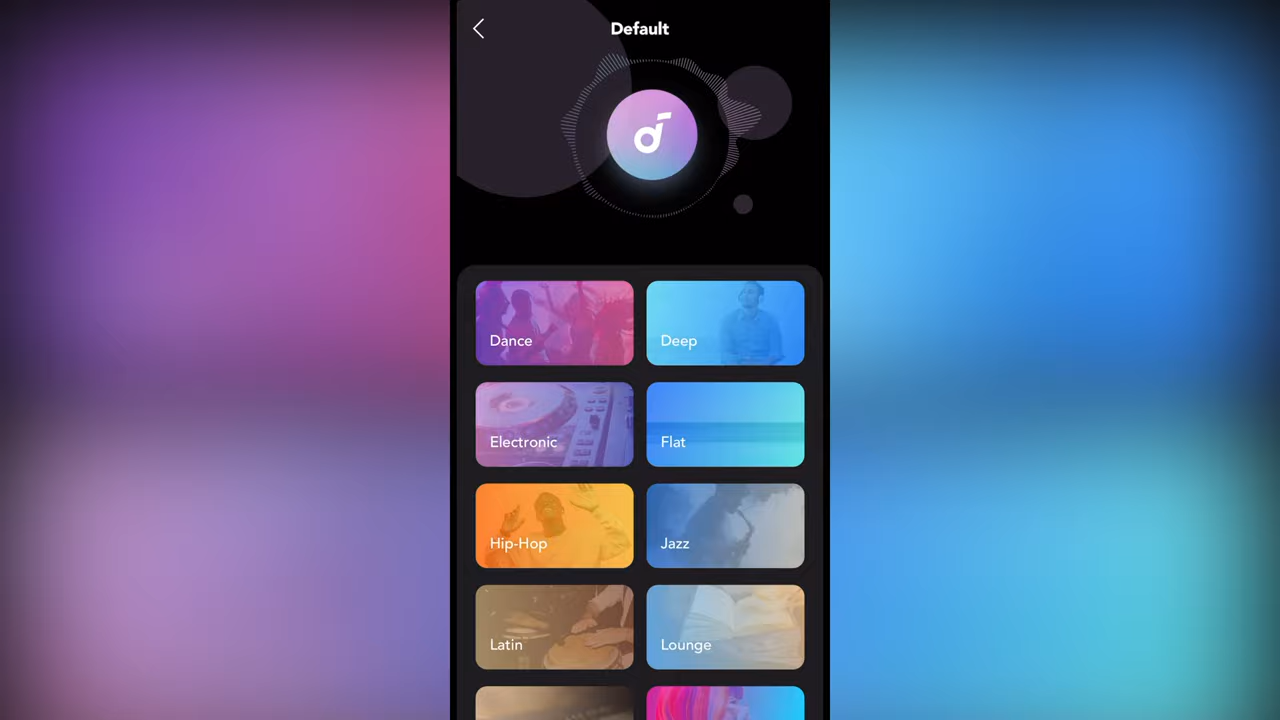 Default
Dance
Deep
Electronic
Flat
Hip-Hop
Jazz
Latin
Lounge